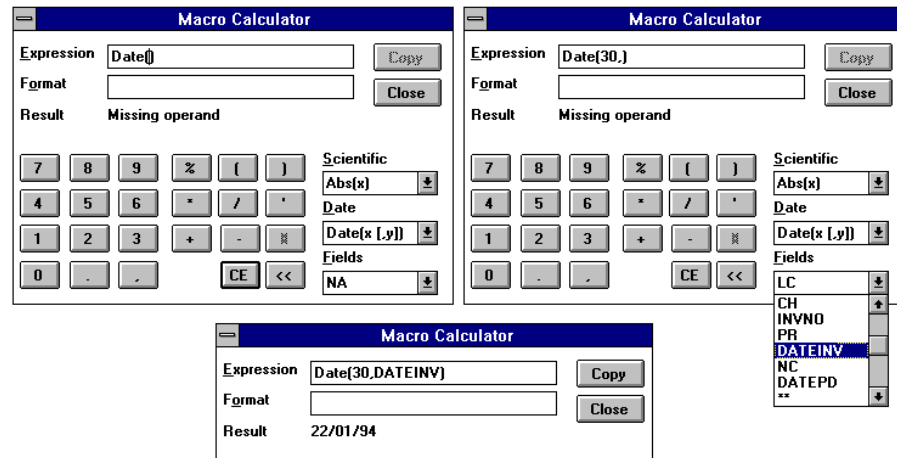 Macro Calculator
Expression Date()
Copy
Format
Close
Result Missing operand
7 8 9 % ( )
4 5 6 * / '
1 2 3 + -
0 . , CE <<
Scientific
Abs(x)
Date
Date(x [,y])
Fields
NA
Macro Calculator
Expression Date(30,)
Copy
Format
Close
Result Missing operand
7 8 9 % ( )
4 5 6 * / '
1 2 3 + -
0 . , CE <<
Scientific
Abs(x)
Date
Date(x [,y])
Fields
LC
CH
INVNO
PR
DATEINV
NC
DATEPD
**
Macro Calculator
Expression Date(30,DATEINV)
Copy
Format
Close
Result 22/01/94